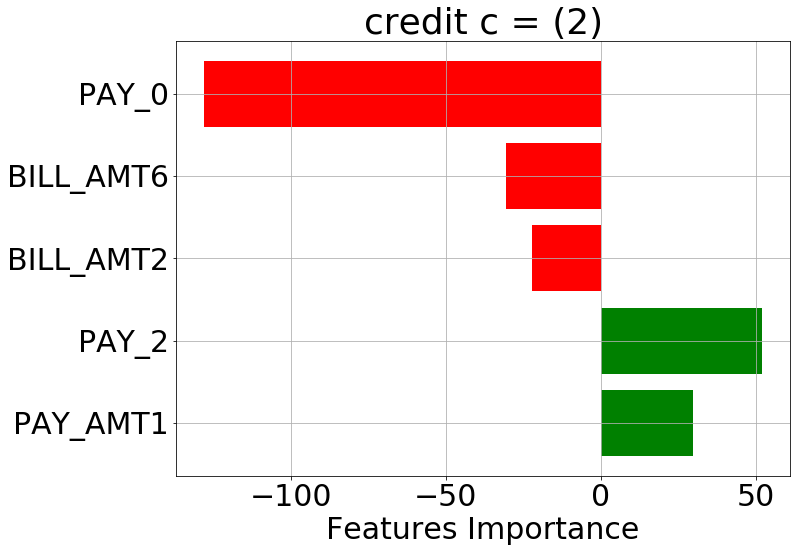 credit c = (2)
PAY_0
BILL_AMT6
BILL_AMT2
PAY_2
PAY_AMT1
−100 −50 0 50
Features Importance